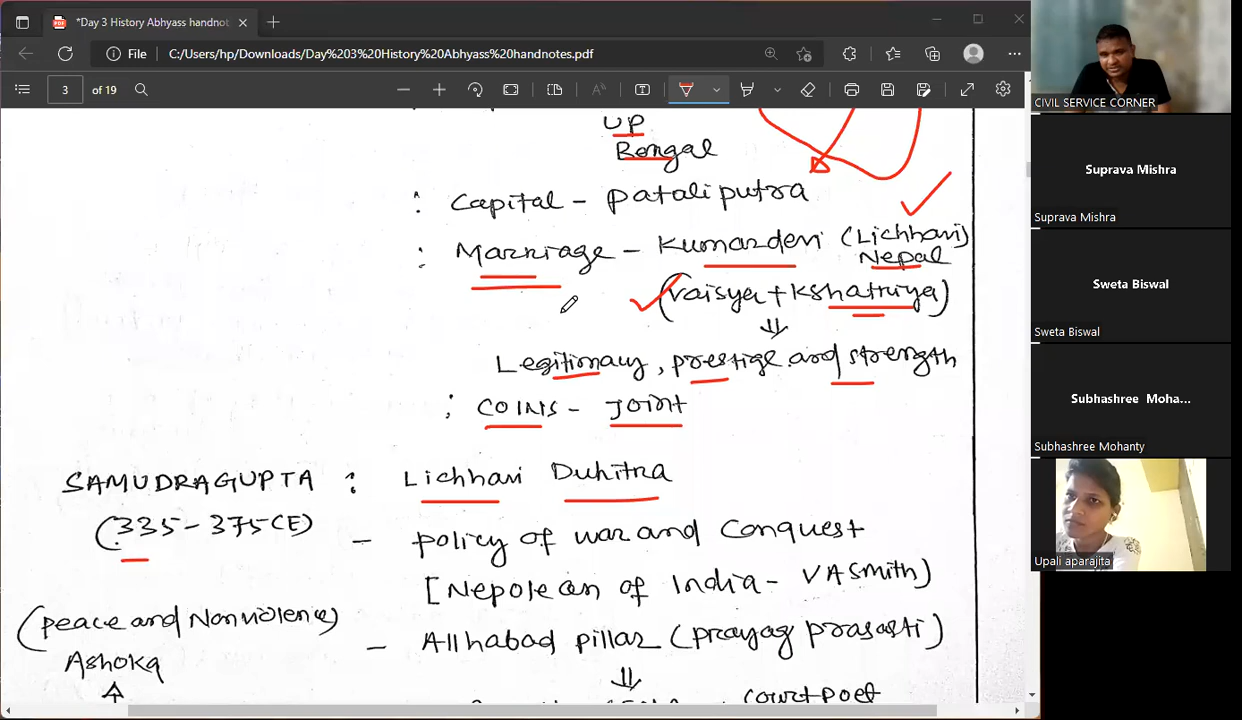 *Day 3 History Abhyass handnot
File C:/Users/hp/Downloads/Day%203%20History%20Abhyass%20handnotes.pdf
3 of 19
UP
Bengal
: Capital - Pataliputra
: Marriage - Kumardevi (Lichhavi)
Nepal
(Vaisya + Kshatriya)
Legitimacy, prestige and strength
: COINS - Joint
SAMUDRAGUPTA : Lichhavi Duhitra
(335 - 375 CE) - policy of war and Conquest
[Nepolean of India - VA Smith)
(peace and Nonviolence) - Allhabad pillar (prayag prasasti)
Ashoka
court poet
CIVIL SERVICE CORNER
Suprava Mishra
Suprava Mishra
Sweta Biswal
Sweta Biswal
Subhashree Moha...
Subhashree Mohanty
Upali aparajita